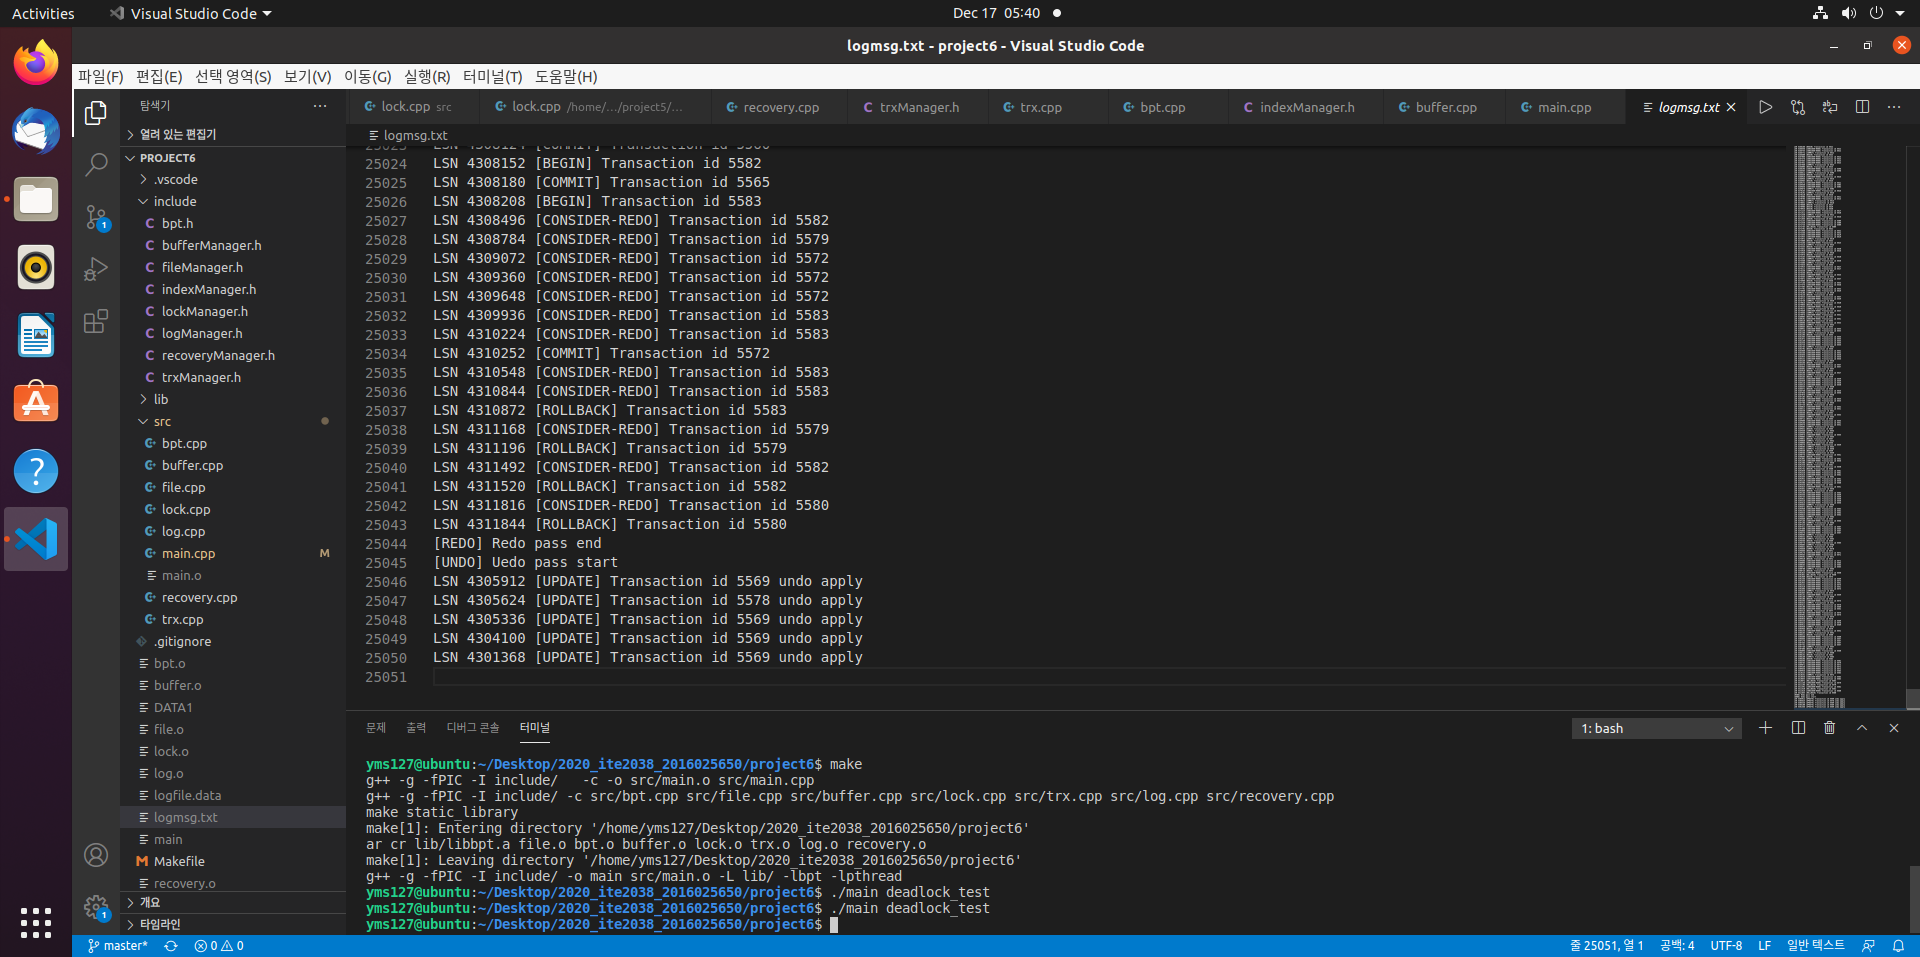 Activities
Visual Studio Code
Dec 17 05:40
logmsg.txt - project6 - Visual Studio Code
파일(F) 편집(E) 선택 영역(S) 보기(V) 이동(G) 실행(R) 터미널(T) 도움말(H)
탐색기
열려 있는 편집기
PROJECT6
.vscode
include
bpt.h
bufferManager.h
fileManager.h
indexManager.h
lockManager.h
logManager.h
recoveryManager.h
trxManager.h
lib
src
bpt.cpp
buffer.cpp
file.cpp
lock.cpp
log.cpp
main.cpp M
main.o
recovery.cpp
trx.cpp
.gitignore
bpt.o
buffer.o
DATA1
file.o
lock.o
log.o
logfile.data
logmsg.txt
main
Makefile
recovery.o
개요
타임라인
lock.cpp src lock.cpp /home/.../project5/... recovery.cpp trxManager.h trx.cpp bpt.cpp indexManager.h buffer.cpp main.cpp logmsg.txt
logmsg.txt
25024 LSN 4308152 [BEGIN] Transaction id 5582
25025 LSN 4308180 [COMMIT] Transaction id 5565
25026 LSN 4308208 [BEGIN] Transaction id 5583
25027 LSN 4308496 [CONSIDER-REDO] Transaction id 5582
25028 LSN 4308784 [CONSIDER-REDO] Transaction id 5579
25029 LSN 4309072 [CONSIDER-REDO] Transaction id 5572
25030 LSN 4309360 [CONSIDER-REDO] Transaction id 5572
25031 LSN 4309648 [CONSIDER-REDO] Transaction id 5572
25032 LSN 4309936 [CONSIDER-REDO] Transaction id 5583
25033 LSN 4310224 [CONSIDER-REDO] Transaction id 5583
25034 LSN 4310252 [COMMIT] Transaction id 5572
25035 LSN 4310548 [CONSIDER-REDO] Transaction id 5583
25036 LSN 4310844 [CONSIDER-REDO] Transaction id 5583
25037 LSN 4310872 [ROLLBACK] Transaction id 5583
25038 LSN 4311168 [CONSIDER-REDO] Transaction id 5579
25039 LSN 4311196 [ROLLBACK] Transaction id 5579
25040 LSN 4311492 [CONSIDER-REDO] Transaction id 5582
25041 LSN 4311520 [ROLLBACK] Transaction id 5582
25042 LSN 4311816 [CONSIDER-REDO] Transaction id 5580
25043 LSN 4311844 [ROLLBACK] Transaction id 5580
25044 [REDO] Redo pass end
25045 [UNDO] Uedo pass start
25046 LSN 4305912 [UPDATE] Transaction id 5569 undo apply
25047 LSN 4305624 [UPDATE] Transaction id 5578 undo apply
25048 LSN 4305336 [UPDATE] Transaction id 5569 undo apply
25049 LSN 4304100 [UPDATE] Transaction id 5569 undo apply
25050 LSN 4301368 [UPDATE] Transaction id 5569 undo apply
25051
문제 출력 디버그 콘솔 터미널
1: bash
yms127@ubuntu:~/Desktop/2020_ite2038_2016025650/project6$ make
g++ -g -fPIC -I include/   -c -o src/main.o src/main.cpp
g++ -g -fPIC -I include/ -c src/bpt.cpp src/file.cpp src/buffer.cpp src/lock.cpp src/trx.cpp src/log.cpp src/recovery.cpp
make static_library
make[1]: Entering directory '/home/yms127/Desktop/2020_ite2038_2016025650/project6'
ar cr lib/libbpt.a file.o bpt.o buffer.o lock.o trx.o log.o recovery.o
make[1]: Leaving directory '/home/yms127/Desktop/2020_ite2038_2016025650/project6'
g++ -g -fPIC -I include/ -o main src/main.o -L lib/ -lbpt -lpthread
yms127@ubuntu:~/Desktop/2020_ite2038_2016025650/project6$ ./main deadlock_test
yms127@ubuntu:~/Desktop/2020_ite2038_2016025650/project6$ ./main deadlock_test
yms127@ubuntu:~/Desktop/2020_ite2038_2016025650/project6$
master* 0 0
줄 25051, 열 1 공백: 4 UTF-8 LF 일반 텍스트